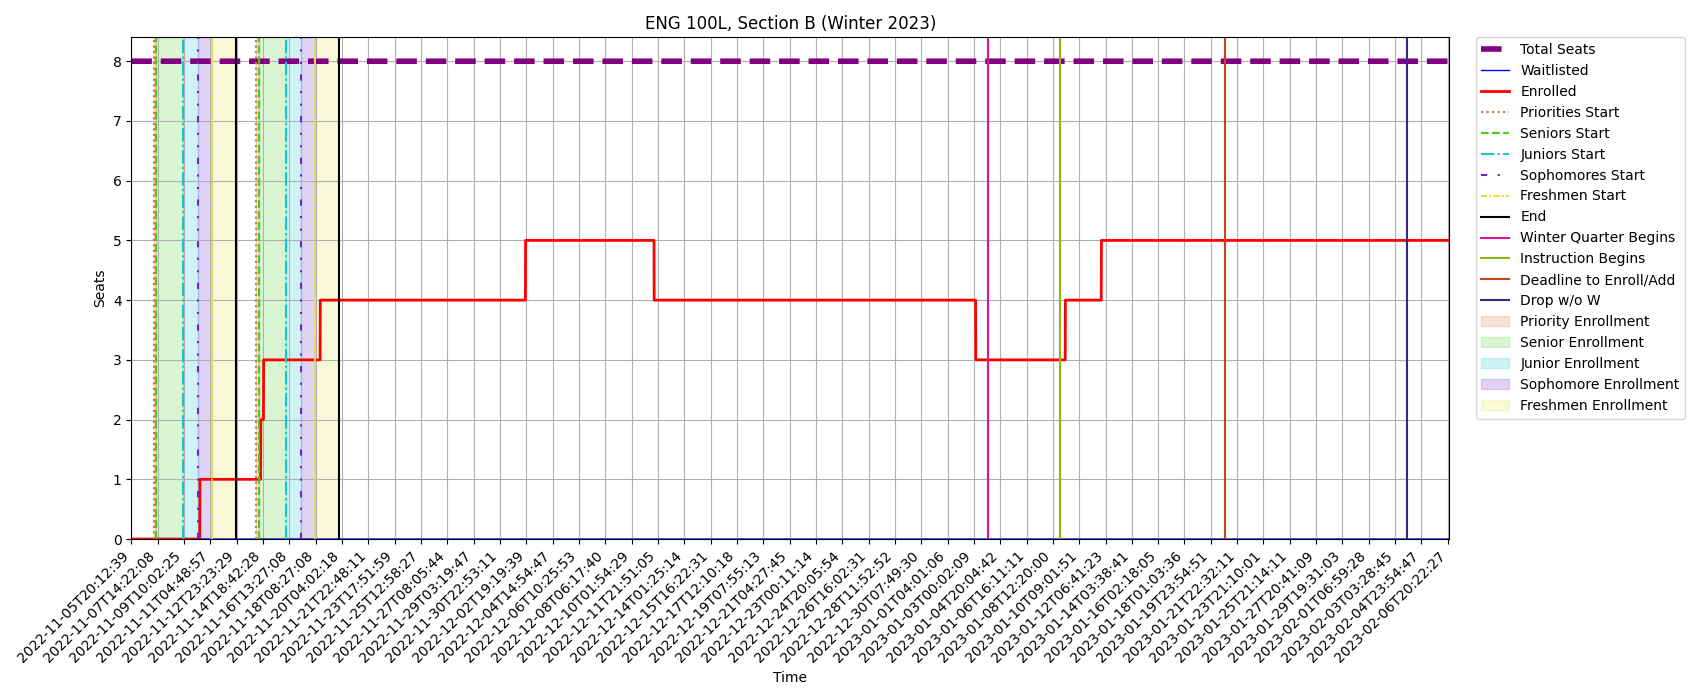 ENG 100L, Section B (Winter 2023)
Seats
8
7
6
5
4
3
2
1
0
2022-11-05T20:12:39
2022-11-07T14:22:08
2022-11-09T10:02:25
2022-11-11T04:48:57
2022-11-12T23:23:29
2022-11-14T18:42:28
2022-11-16T13:27:08
2022-11-18T08:27:08
2022-11-20T04:02:18
2022-11-21T22:48:11
2022-11-23T17:51:59
2022-11-25T12:58:27
2022-11-27T08:05:44
2022-11-29T03:19:47
2022-11-30T22:53:11
2022-12-02T19:19:39
2022-12-04T14:54:47
2022-12-06T10:25:53
2022-12-08T06:17:40
2022-12-10T01:54:29
2022-12-11T21:51:05
2022-12-14T01:25:14
2022-12-15T16:22:31
2022-12-17T12:10:18
2022-12-19T07:55:13
2022-12-21T04:27:45
2022-12-23T00:11:14
2022-12-24T20:05:54
2022-12-26T16:02:31
2022-12-28T11:52:52
2022-12-30T07:49:30
2023-01-01T04:01:06
2023-01-03T00:02:09
2023-01-04T20:04:42
2023-01-06T16:11:11
2023-01-08T12:20:00
2023-01-10T09:01:51
2023-01-12T06:41:23
2023-01-14T03:38:41
2023-01-16T02:18:05
2023-01-18T01:03:36
2023-01-19T23:54:51
2023-01-21T22:32:11
2023-01-23T21:10:01
2023-01-25T21:14:11
2023-01-27T20:41:09
2023-01-29T19:31:03
2023-02-01T06:59:28
2023-02-03T03:28:45
2023-02-04T23:54:47
2023-02-06T20:22:27
Time
Total Seats
Waitlisted
Enrolled
Priorities Start
Seniors Start
Juniors Start
Sophomores Start
Freshmen Start
End
Winter Quarter Begins
Instruction Begins
Deadline to Enroll/Add
Drop w/o W
Priority Enrollment
Senior Enrollment
Junior Enrollment
Sophomore Enrollment
Freshmen Enrollment